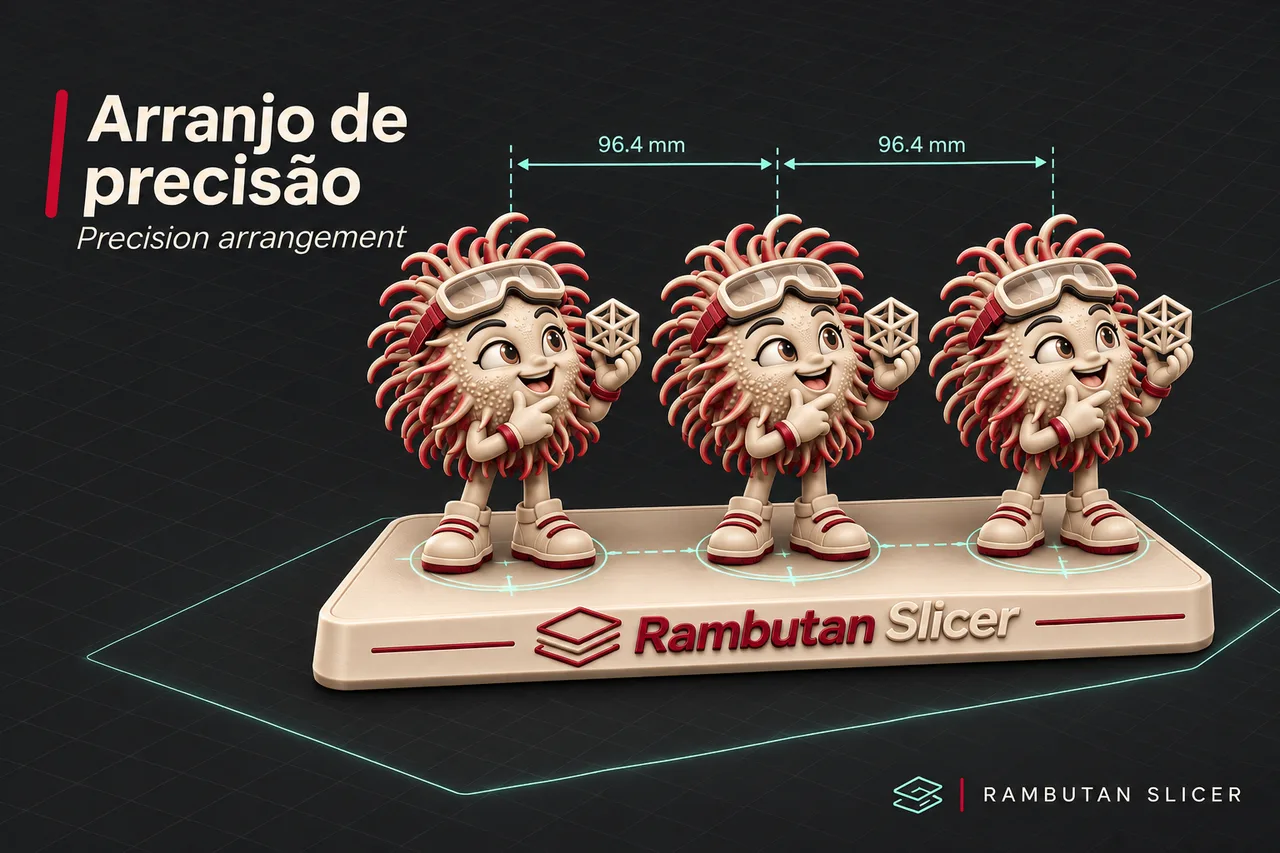 Arranjo de
precisão
Precision arrangement
96.4 mm
96.4 mm
Rambutan Slicer
RAMBUTAN SLICER